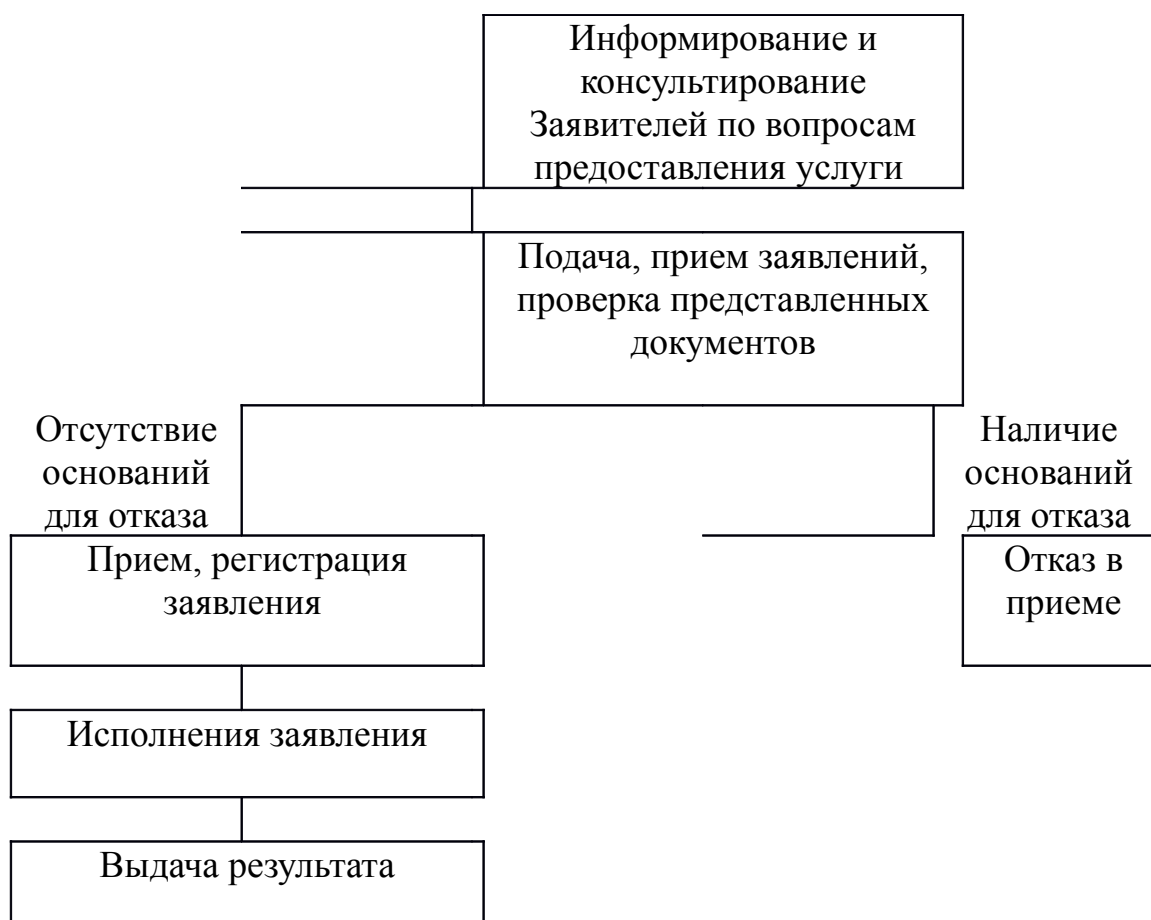 Информирование и
консультирование
Заявителей по вопросам
предоставления услуги
Подача, прием заявлений,
проверка представленных
документов
Отсутствие
оснований
для отказа
Наличие
оснований
для отказа
Прием, регистрация
заявления
Отказ в
приеме
Исполнения заявления
Выдача результата